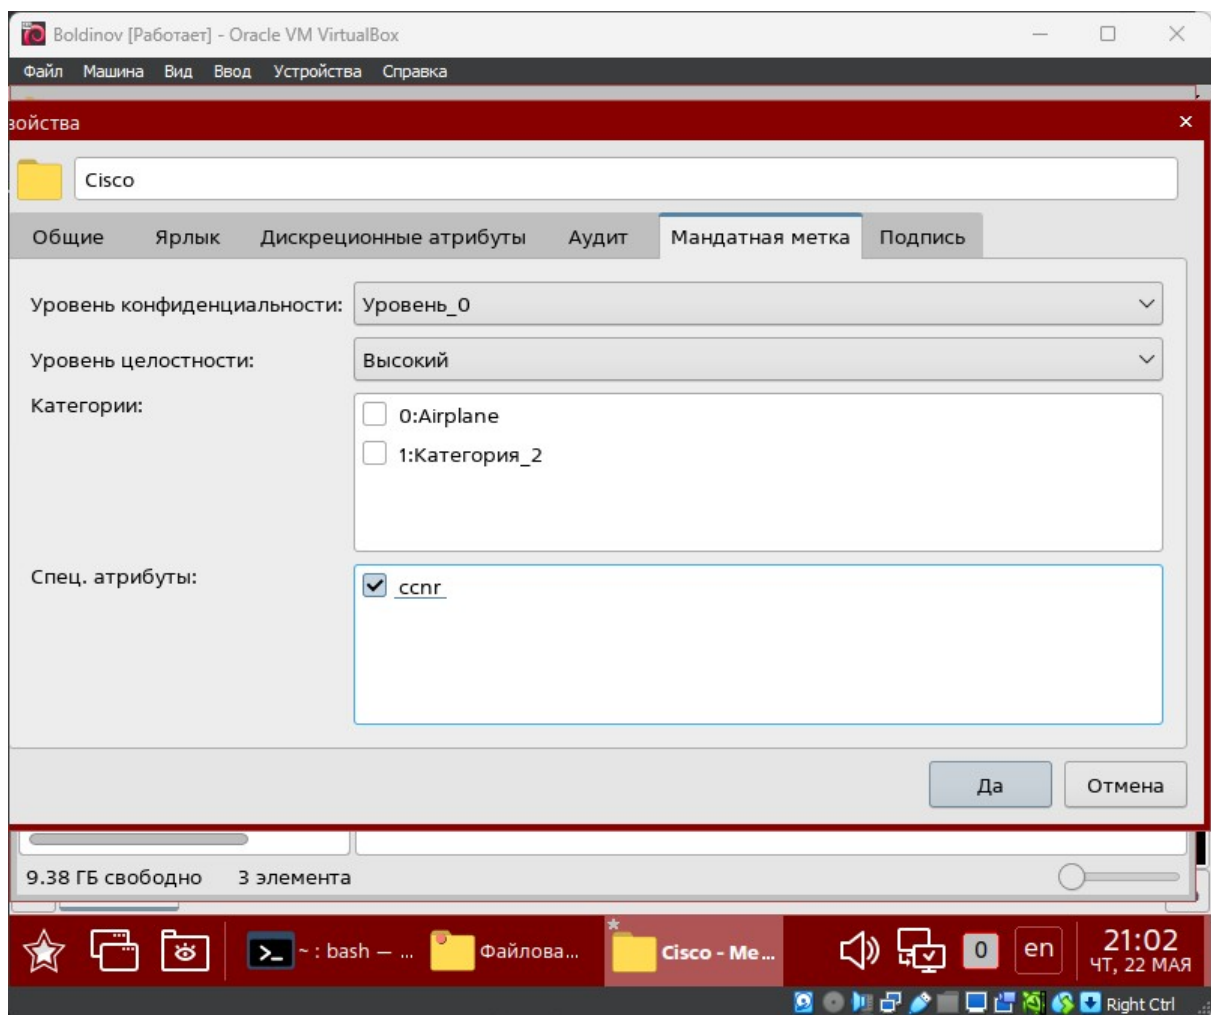 Boldinov [Работает] - Oracle VM VirtualBox
Файл Машина Вид Ввод Устройства Справка
войства
Cisco
Общие Ярлык Дискреционные атрибуты Аудит Мандатная метка Подпись
Уровень конфиденциальности: Уровень_0
Уровень целостности: Высокий
Категории: 0:Airplane
1:Категория_2
Спец. атрибуты: ccnr
Да Отмена
9.38 ГБ свободно 3 элемента
~ : bash — ... Файлова... Cisco - Me... 0 en 21:02
ЧТ, 22 МАЯ
Right Ctrl